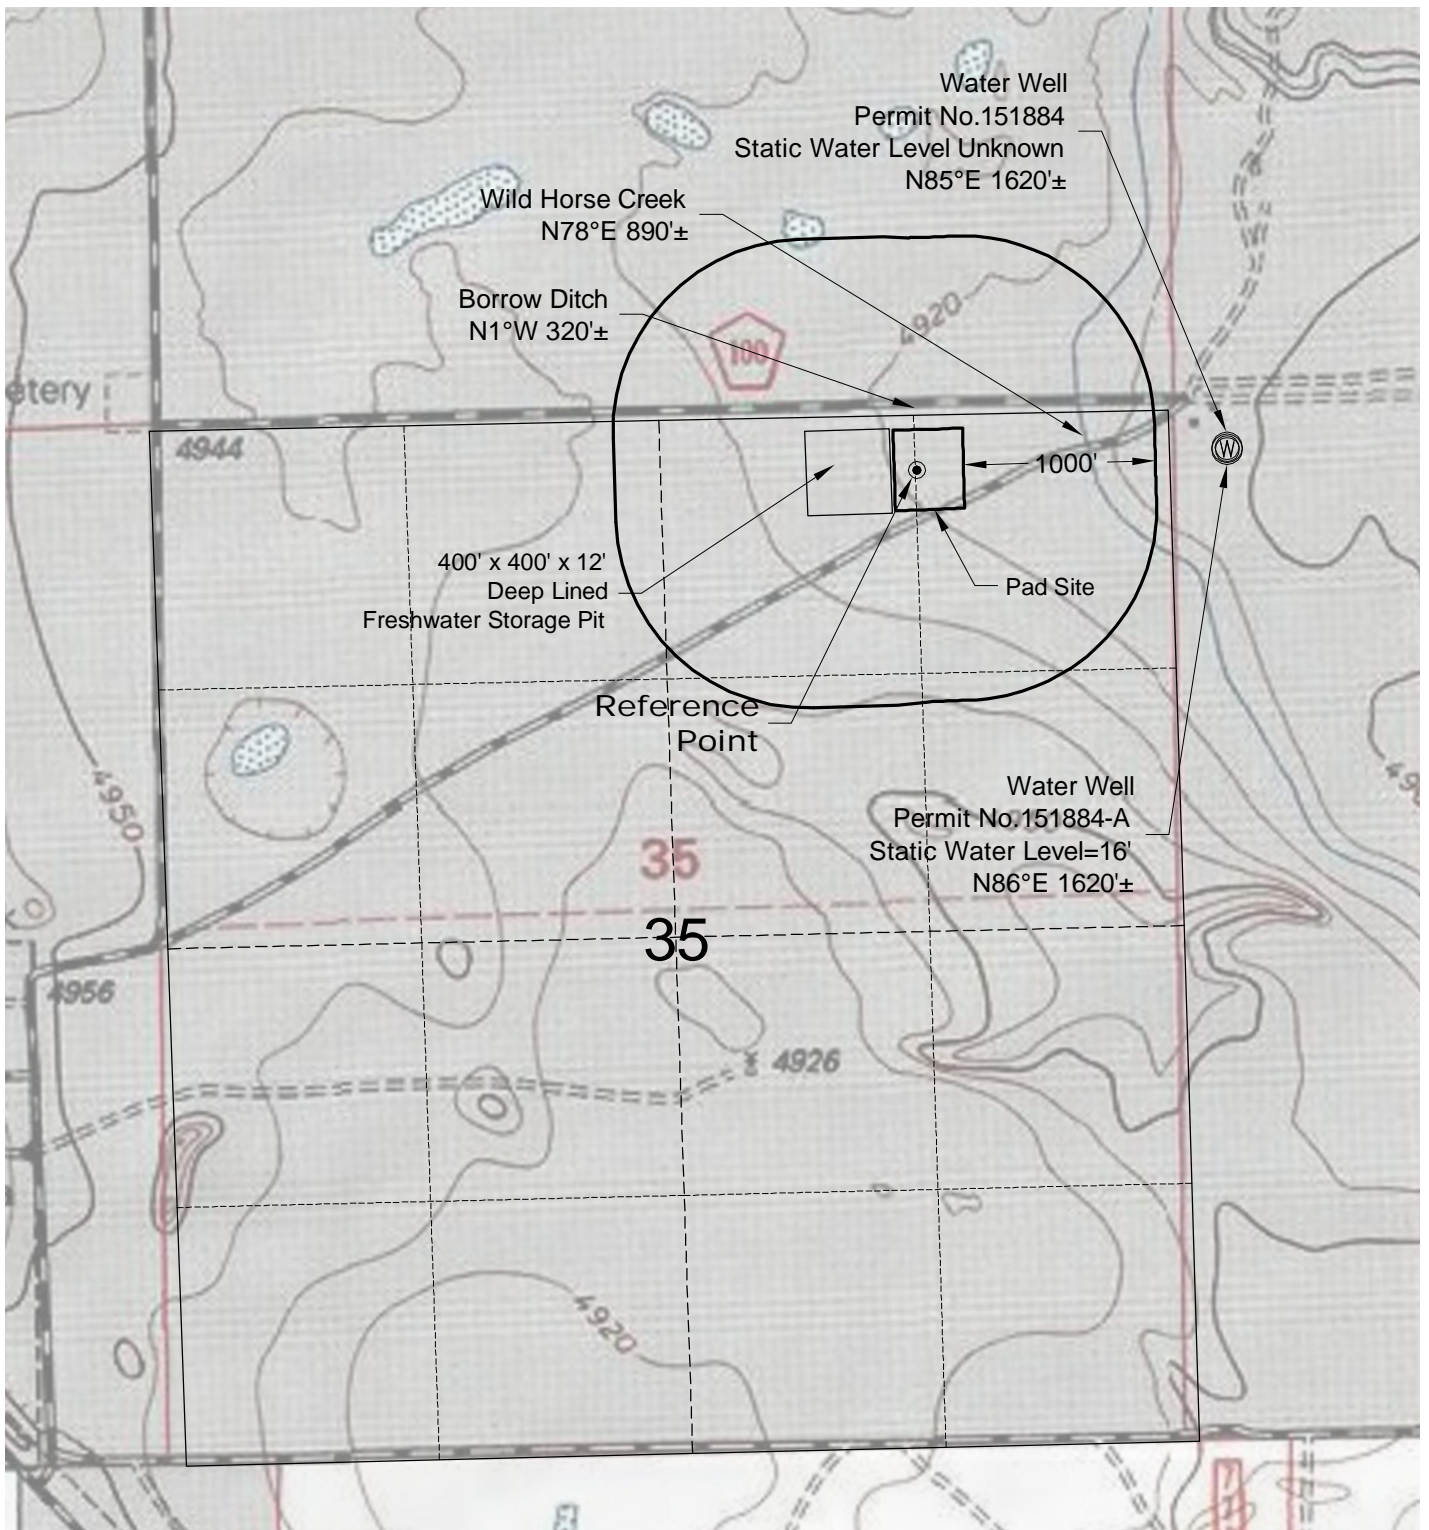 Water Well
Permit No.151884
Static Water Level Unknown
N85°E 1620'±
Wild Horse Creek
N78°E 890'±
Borrow Ditch
N1°W 320'±
4920
100
etery
4944
1000'
W
400' x 400' x 12'
Deep Lined
Freshwater Storage Pit
Pad Site
Reference
Point
4950
Water Well
Permit No.151884-A
Static Water Level=16'
N86°E 1620'±
35
35
4956
4926
4920